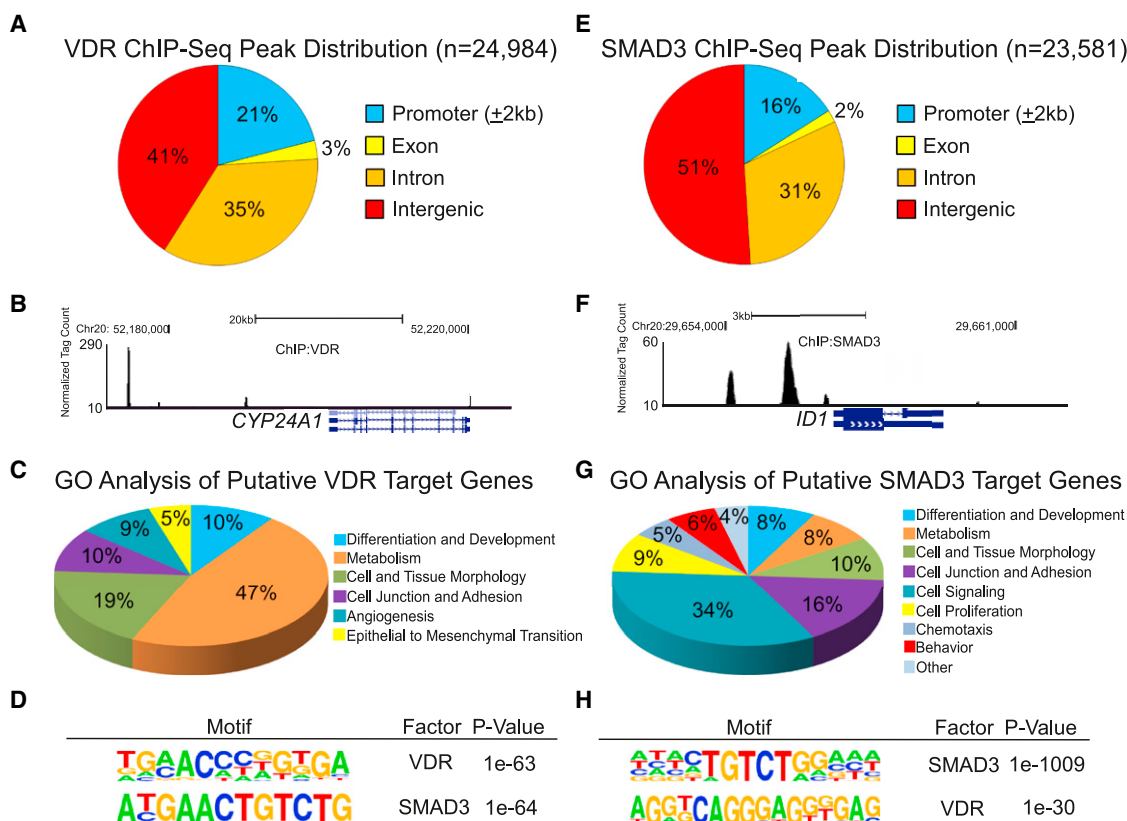 A
VDR ChIP-Seq Peak Distribution (n=24,984)
21%
3%
35%
41%
Promoter (±2kb)
Exon
Intron
Intergenic
B
Normalized Tag Count
Chr20: 52,180,000
20kb
52,220,000
ChIP:VDR
290
10
CYP24A1
C
GO Analysis of Putative VDR Target Genes
5%
10%
9%
10%
19%
47%
Differentiation and Development
Metabolism
Cell and Tissue Morphology
Cell Junction and Adhesion
Angiogenesis
Epithelial to Mesenchymal Transition
D
Motif Factor P-Value
VDR 1e-63
ATGAACTGTCTG SMAD3 1e-64
E
SMAD3 ChIP-Seq Peak Distribution (n=23,581)
16%
2%
31%
51%
Promoter (±2kb)
Exon
Intron
Intergenic
F
Normalized Tag Count
Chr20:29,654,000
3kb
29,661,000
ChIP:SMAD3
60
10
ID1
G
GO Analysis of Putative SMAD3 Target Genes
4%
6%
8%
5%
8%
9%
10%
34%
16%
Differentiation and Development
Metabolism
Cell and Tissue Morphology
Cell Junction and Adhesion
Cell Signaling
Cell Proliferation
Chemotaxis
Behavior
Other
H
Motif Factor P-Value
SMAD3 1e-1009
VDR 1e-30